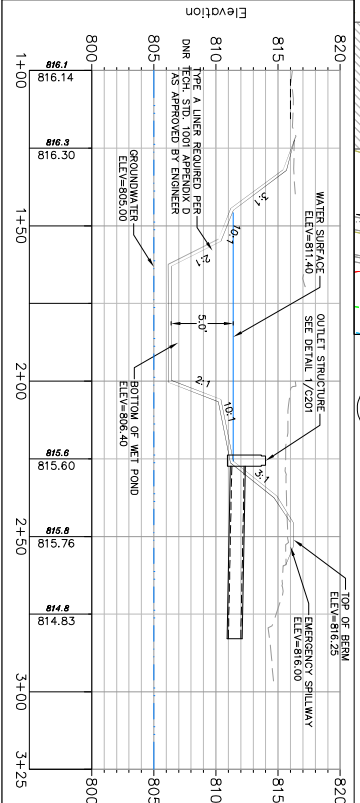 Elevation
820
815
810
805
800
820
815
810
805
800
WATER SURFACE
ELEV=811.40
OUTLET STRUCTURE
SEE DETAIL 1/C201
TOP OF BERM
ELEV=816.25
EMERGENCY SPILLWAY
ELEV=816.00
3:1
10:1
2:1
5.0'
2:1
10:1
3:1
TYPE A LINER REQUIRED PER
DNR TECH. STD. 1001 APPENDIX D
AS APPROVED BY ENGINEER
GROUNDWATER
ELEV=805.00
BOTTOM OF WET POND
ELEV=806.40
816.1
816.14
816.3
816.30
815.6
815.60
815.8
815.76
814.8
814.83
1+00
1+50
2+00
2+50
3+00
3+25